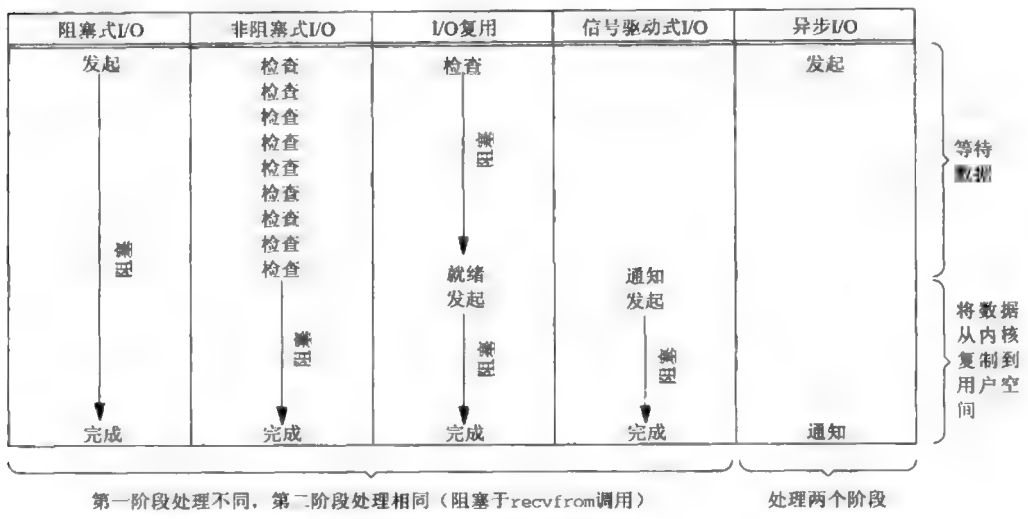 阻塞式I/O 非阻塞式I/O I/O复用 信号驱动式I/O 异步I/O
发起 检查 检查 发起
检查
检查
检查
检查
检查
检查
检查
检查
阻塞
阻塞
等待
数据
就绪 通知
发起 发起
阻塞
阻塞
阻塞
将数据
从内核
复制到
用户空
间
完成 完成 完成 完成 通知
第一阶段处理不同,第二阶段处理相同(阻塞于recvfrom调用) 处理两个阶段